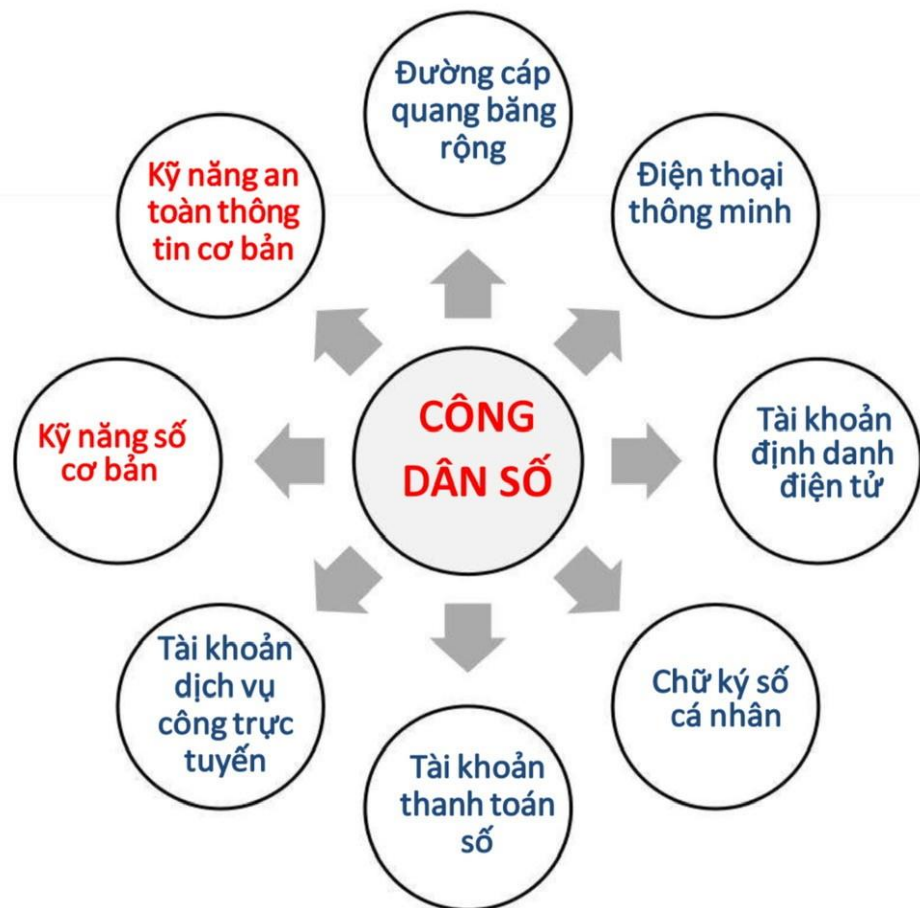 Đường cáp
quang băng
rộng
Kỹ năng an
toàn thông
tin cơ bản
Điện thoại
thông minh
CÔNG
DÂN SỐ
Kỹ năng số
cơ bản
Tài khoản
định danh
điện tử
Tài khoản
dịch vụ
công trực
tuyến
Chữ ký số
cá nhân
Tài khoản
thanh toán
số